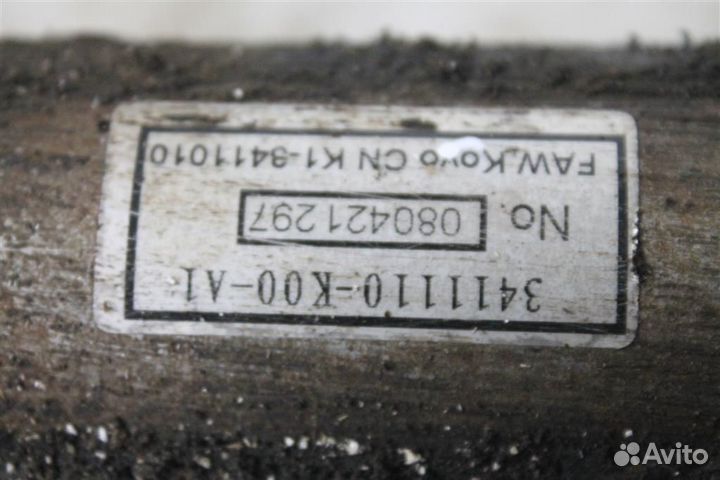 3411110-K00-A1
No. 080421297
FAW.Koyo CN K1-3411010
Avito